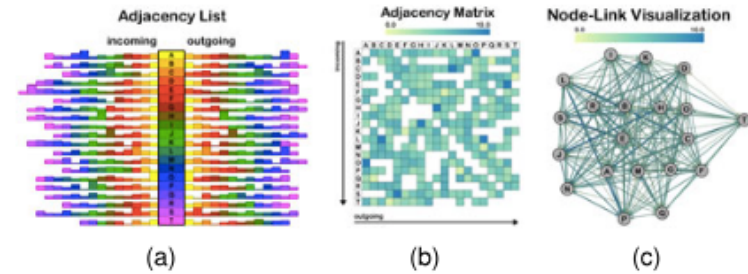 Adjacency List
incoming outgoing
A
B
C
D
Adjacency Matrix
0.0 10.0
A B C D E F G H I J K L M N O P Q R S T
incoming
A
B
C
D
E
F
G
H
I
J
K
L
M
N
O
P
Q
R
S
T
outgoing
Node-Link Visualization
0.0 10.0
I K
D
L
H
T
S
E C
J
A M G F
N
P
(a) (b) (c)